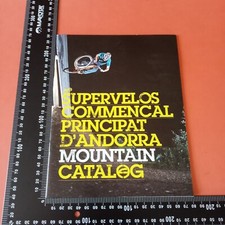 SUPERVELOS
COMMENCAL
PRINCIPAT
D'ANDORRA
MOUNTAIN
CATALOG